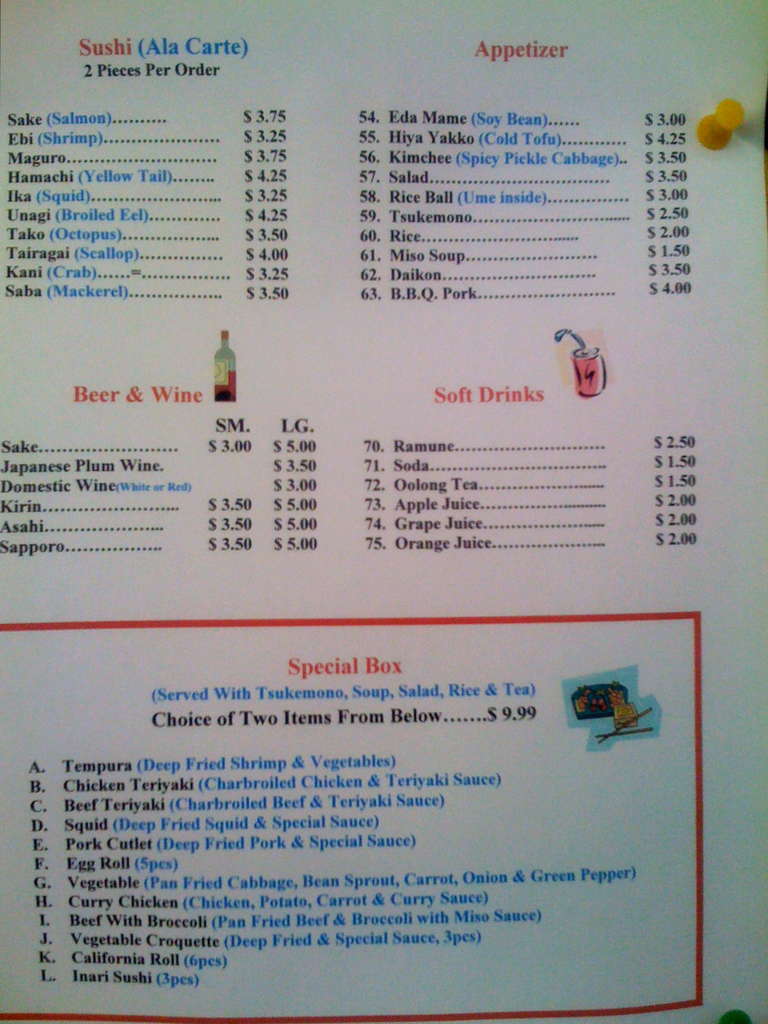 Sushi (Ala Carte)
2 Pieces Per Order
Sake (Salmon).......... $ 3.75
Ebi (Shrimp)..................... $ 3.25
Maguro........................... $ 3.75
Hamachi (Yellow Tail)........ $ 4.25
Ika (Squid)....................... $ 3.25
Unagi (Broiled Eel)............. $ 4.25
Tako (Octopus)................. $ 3.50
Tairagai (Scallop)............... $ 4.00
Kani (Crab)......=................ $ 3.25
Saba (Mackerel)................. $ 3.50
Appetizer
54. Eda Mame (Soy Bean)...... $ 3.00
55. Hiya Yakko (Cold Tofu)............ $ 4.25
56. Kimchee (Spicy Pickle Cabbage).. $ 3.50
57. Salad................................ $ 3.50
58. Rice Ball (Ume inside)............... $ 3.00
59. Tsukemono............................. $ 2.50
60. Rice............................. $ 2.00
61. Miso Soup........................ $ 1.50
62. Daikon..................................... $ 3.50
63. B.B.Q. Pork......................... $ 4.00
Beer & Wine
SM. LG.
Sake......................... $ 3.00 $ 5.00
Japanese Plum Wine. $ 3.50
Domestic Wine(White or Red) $ 3.00
Kirin......................... $ 3.50 $ 5.00
Asahi...................... $ 3.50 $ 5.00
Sapporo.................. $ 3.50 $ 5.00
Soft Drinks
70. Ramune........................... $ 2.50
71. Soda................................ $ 1.50
72. Oolong Tea....................... $ 1.50
73. Apple Juice....................... $ 2.00
74. Grape Juice....................... $ 2.00
75. Orange Juice.................... $ 2.00
Special Box
(Served With Tsukemono, Soup, Salad, Rice & Tea)
Choice of Two Items From Below.......$ 9.99
A. Tempura (Deep Fried Shrimp & Vegetables)
B. Chicken Teriyaki (Charbroiled Chicken & Teriyaki Sauce)
C. Beef Teriyaki (Charbroiled Beef & Teriyaki Sauce)
D. Squid (Deep Fried Squid & Special Sauce)
E. Pork Cutlet (Deep Fried Pork & Special Sauce)
F. Egg Roll (5pcs)
G. Vegetable (Pan Fried Cabbage, Bean Sprout, Carrot, Onion & Green Pepper)
H. Curry Chicken (Chicken, Potato, Carrot & Curry Sauce)
I. Beef With Broccoli (Pan Fried Beef & Broccoli with Miso Sauce)
J. Vegetable Croquette (Deep Fried & Special Sauce, 3pcs)
K. California Roll (6pcs)
L. Inari Sushi (3pcs)